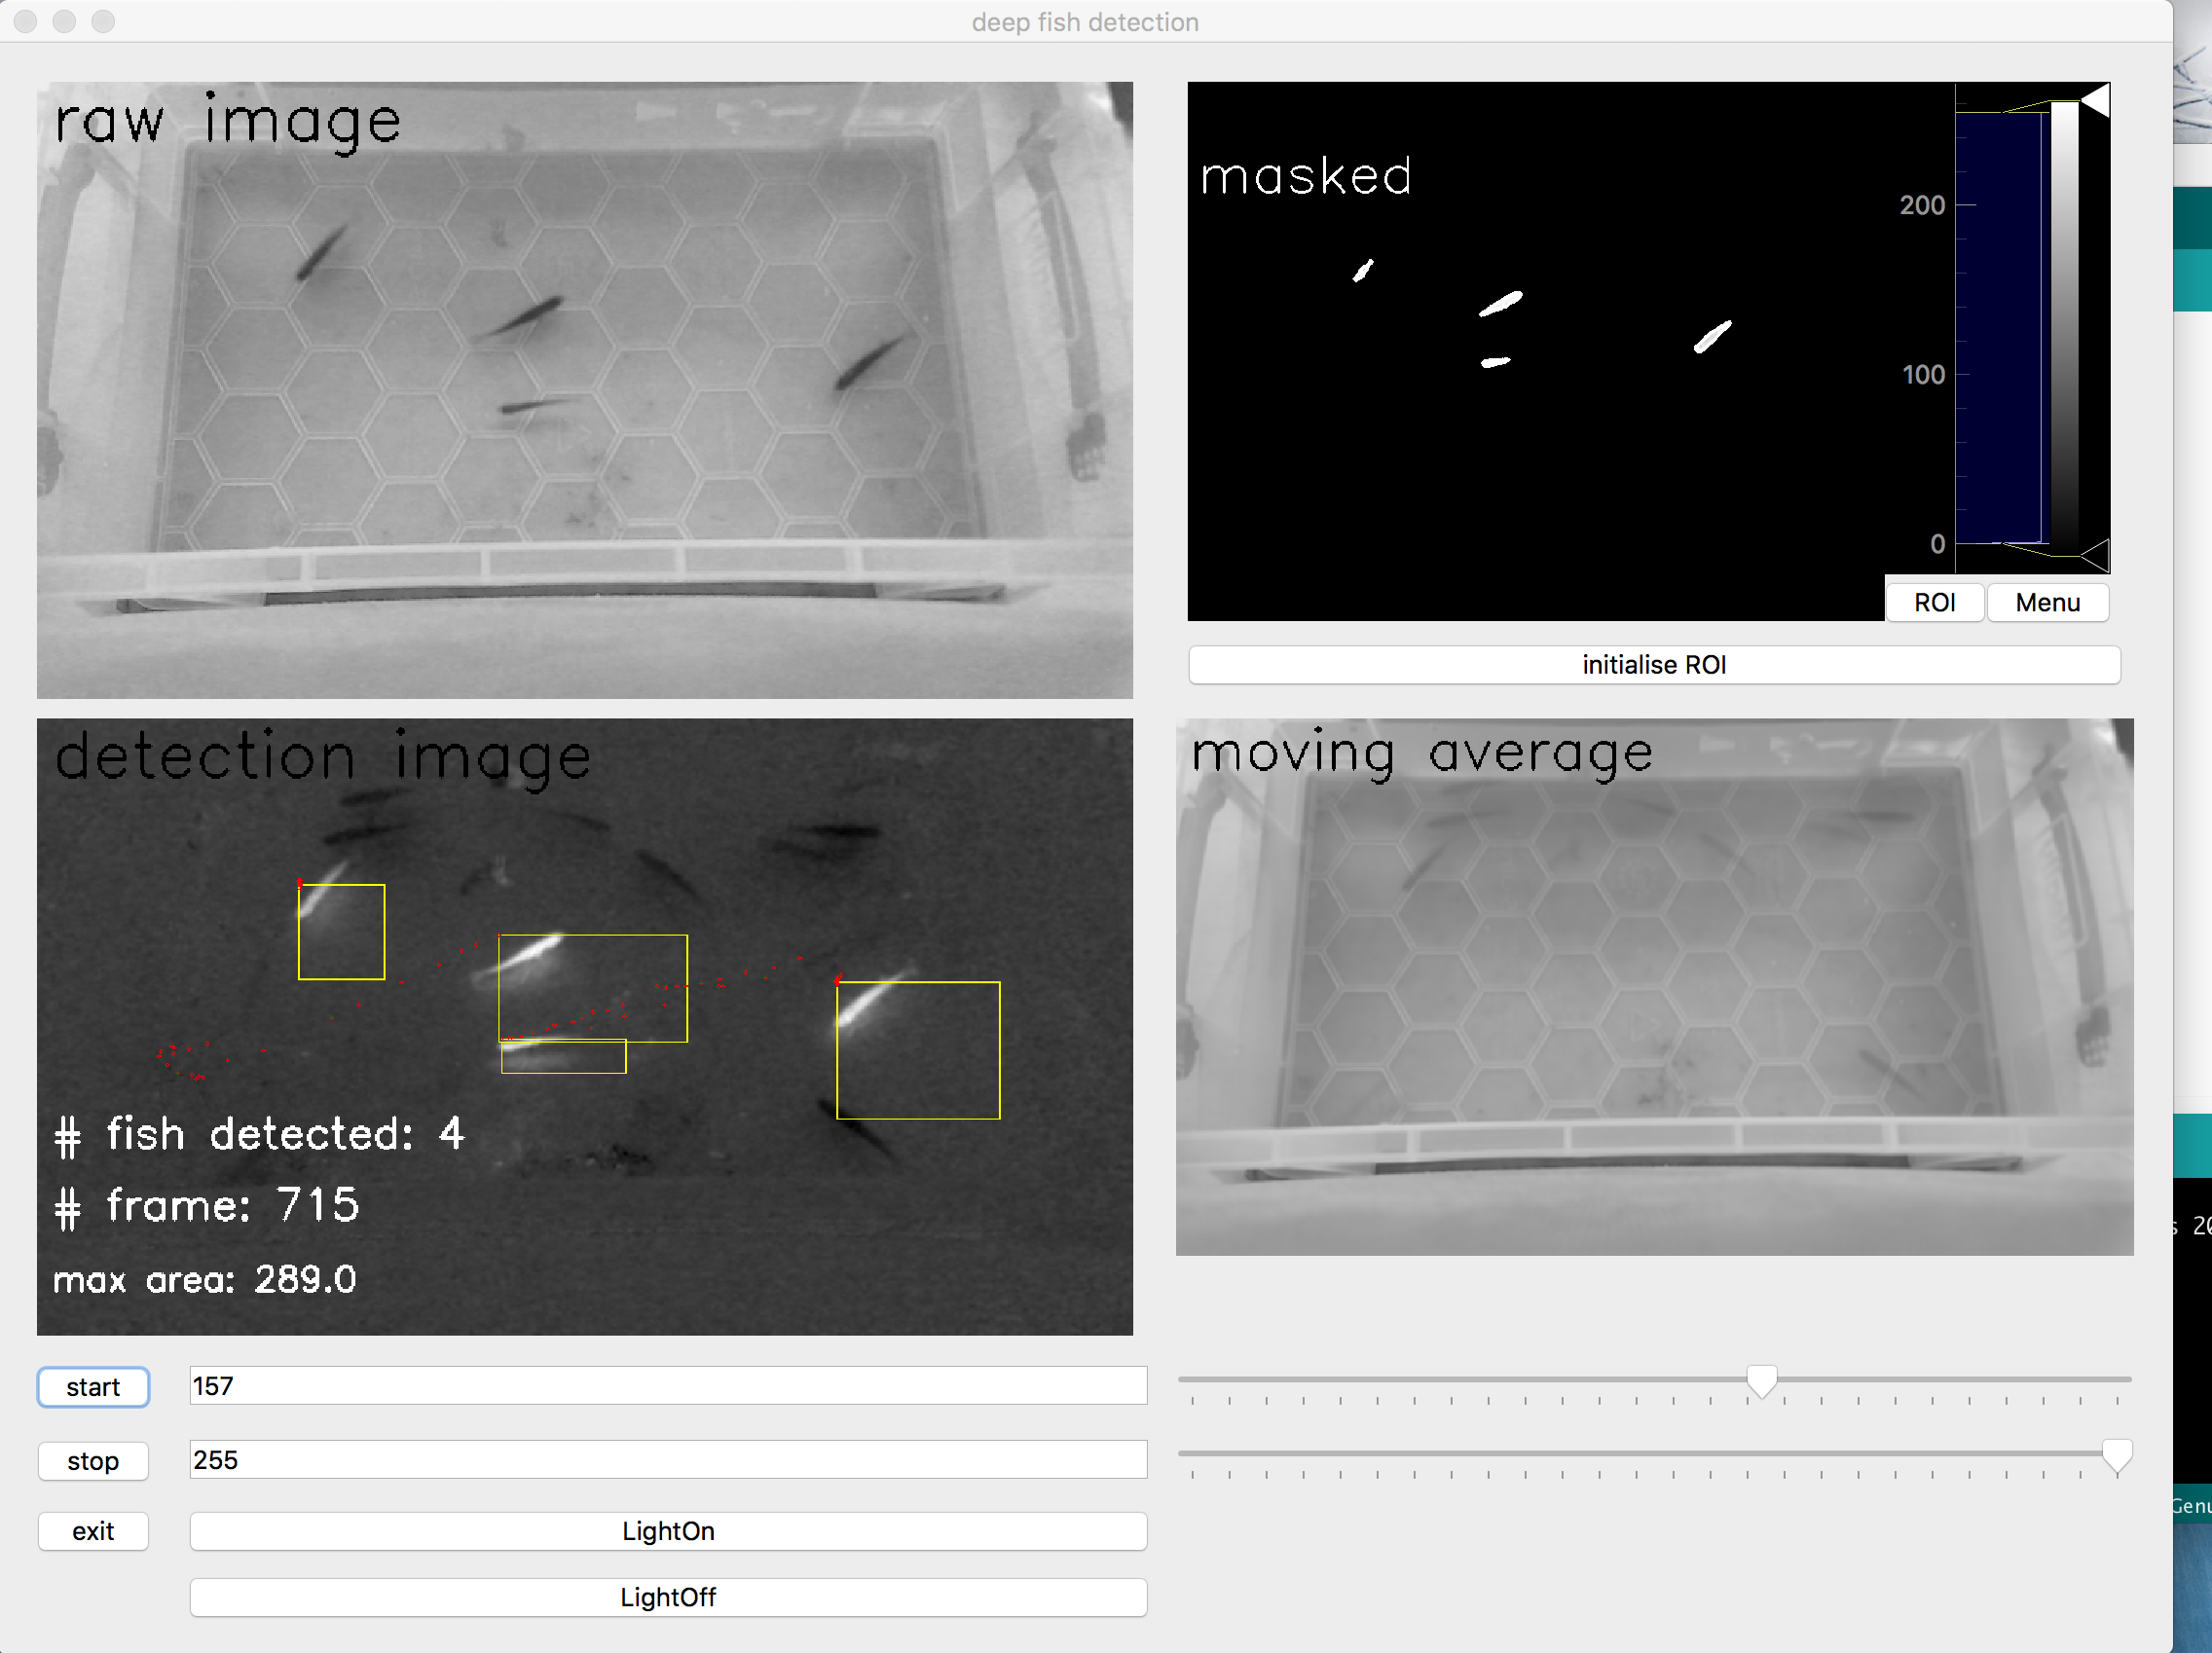 deep fish detection
raw image
masked
200
100
0
ROI
Menu
initialise ROI
detection image
# fish detected: 4
# frame: 715
max area: 289.0
moving average
start
157
stop
255
exit
LightOn
LightOff